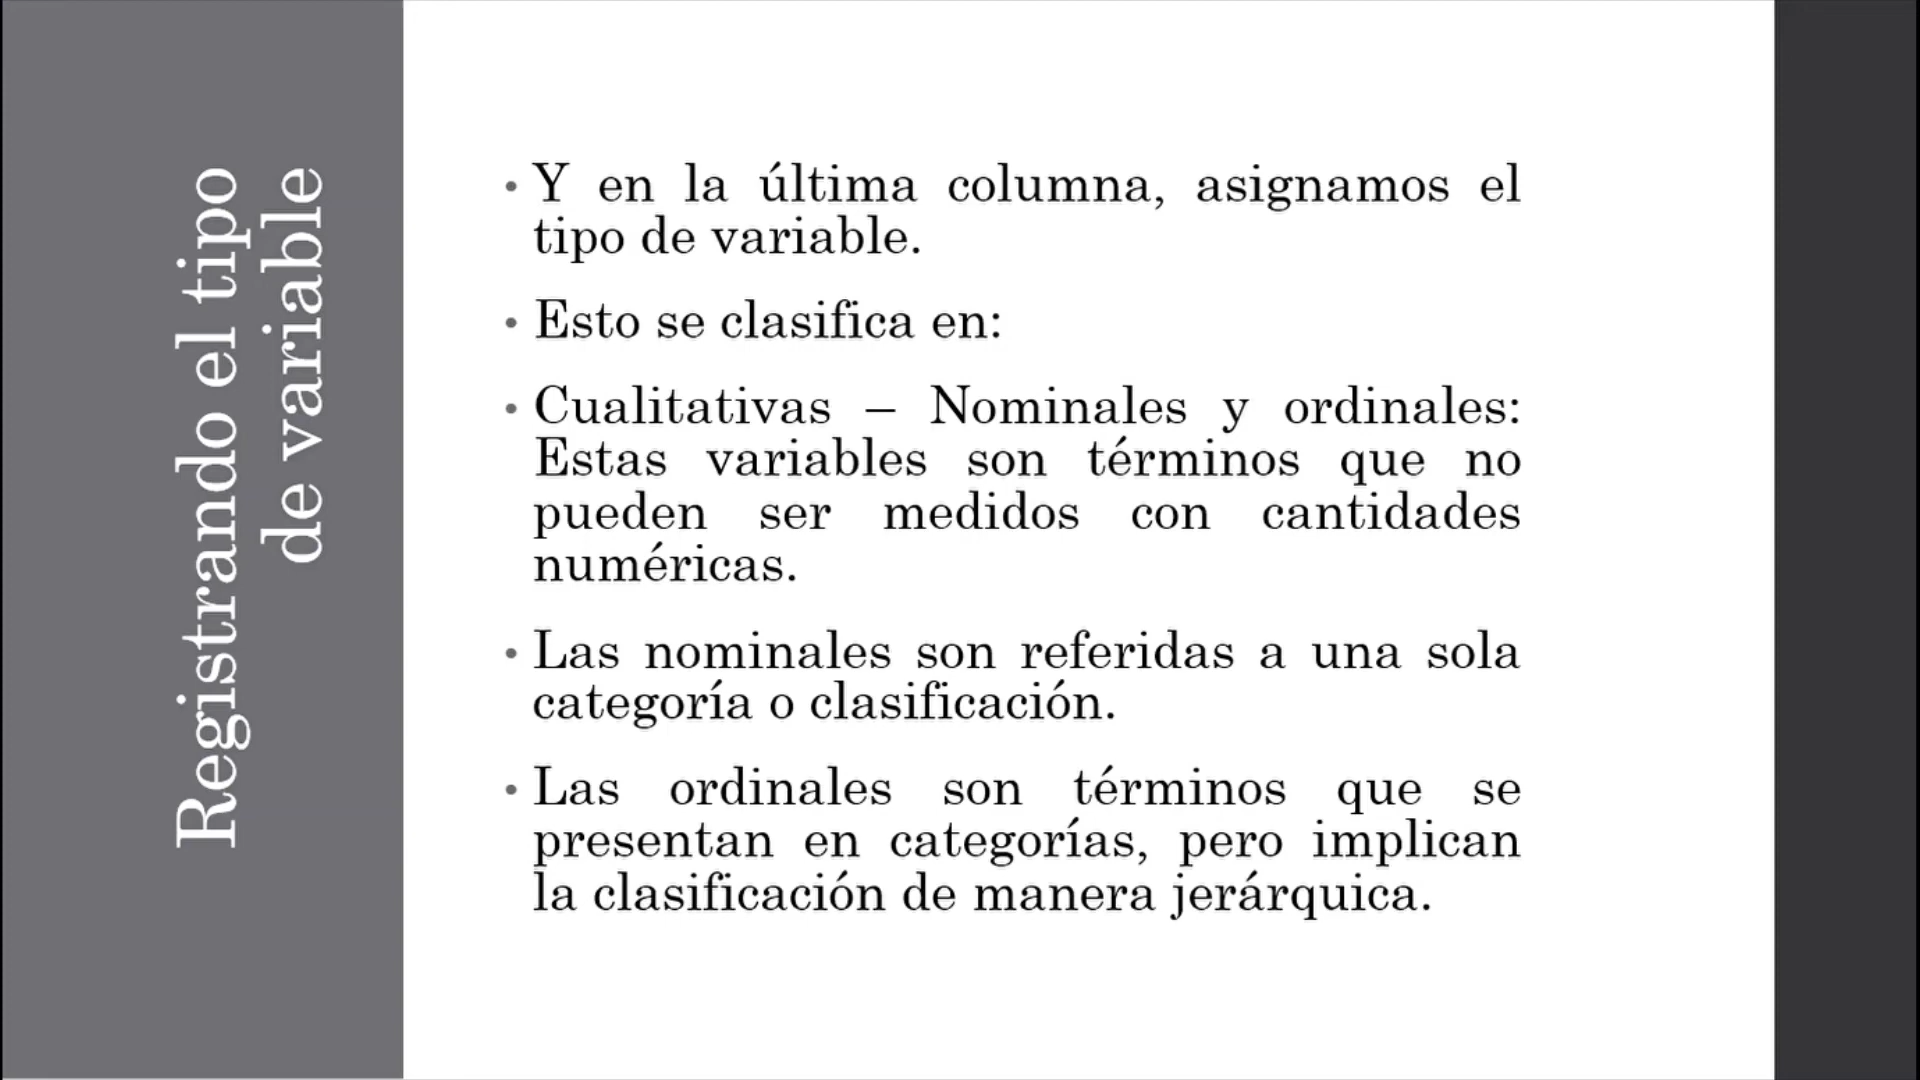 Registrando el tipo
de variable
• Y en la última columna, asignamos el
tipo de variable.
• Esto se clasifica en:
• Cualitativas – Nominales y ordinales:
Estas variables son términos que no
pueden ser medidos con cantidades
numéricas.
• Las nominales son referidas a una sola
categoría o clasificación.
• Las ordinales son términos que se
presentan en categorías, pero implican
la clasificación de manera jerárquica.